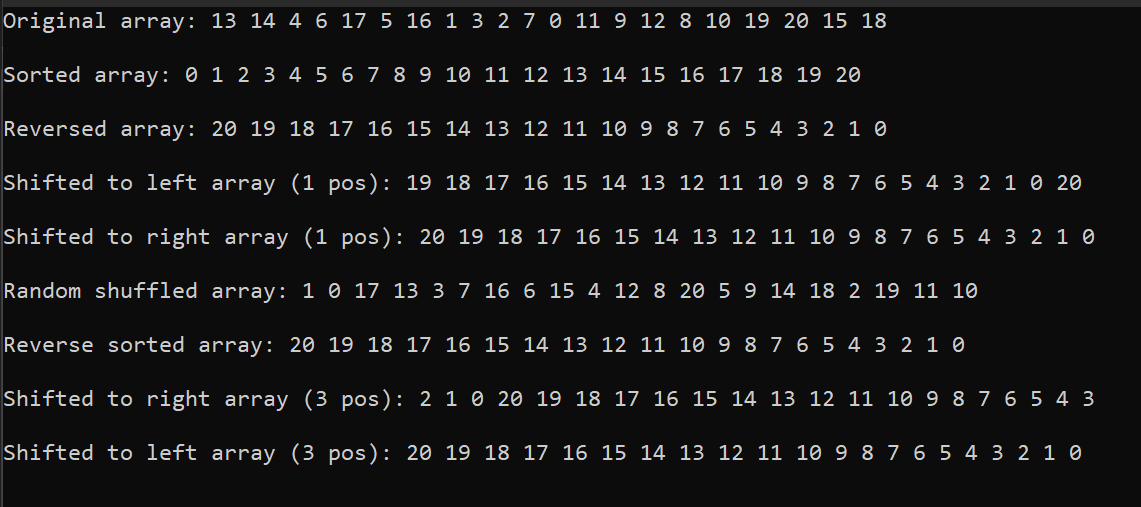 Original array: 13 14 4 6 17 5 16 1 3 2 7 0 11 9 12 8 10 19 20 15 18
Sorted array: 0 1 2 3 4 5 6 7 8 9 10 11 12 13 14 15 16 17 18 19 20
Reversed array: 20 19 18 17 16 15 14 13 12 11 10 9 8 7 6 5 4 3 2 1 0
Shifted to left array (1 pos): 19 18 17 16 15 14 13 12 11 10 9 8 7 6 5 4 3 2 1 0 20
Shifted to right array (1 pos): 20 19 18 17 16 15 14 13 12 11 10 9 8 7 6 5 4 3 2 1 0
Random shuffled array: 1 0 17 13 3 7 16 6 15 4 12 8 20 5 9 14 18 2 19 11 10
Reverse sorted array: 20 19 18 17 16 15 14 13 12 11 10 9 8 7 6 5 4 3 2 1 0
Shifted to right array (3 pos): 2 1 0 20 19 18 17 16 15 14 13 12 11 10 9 8 7 6 5 4 3
Shifted to left array (3 pos): 20 19 18 17 16 15 14 13 12 11 10 9 8 7 6 5 4 3 2 1 0